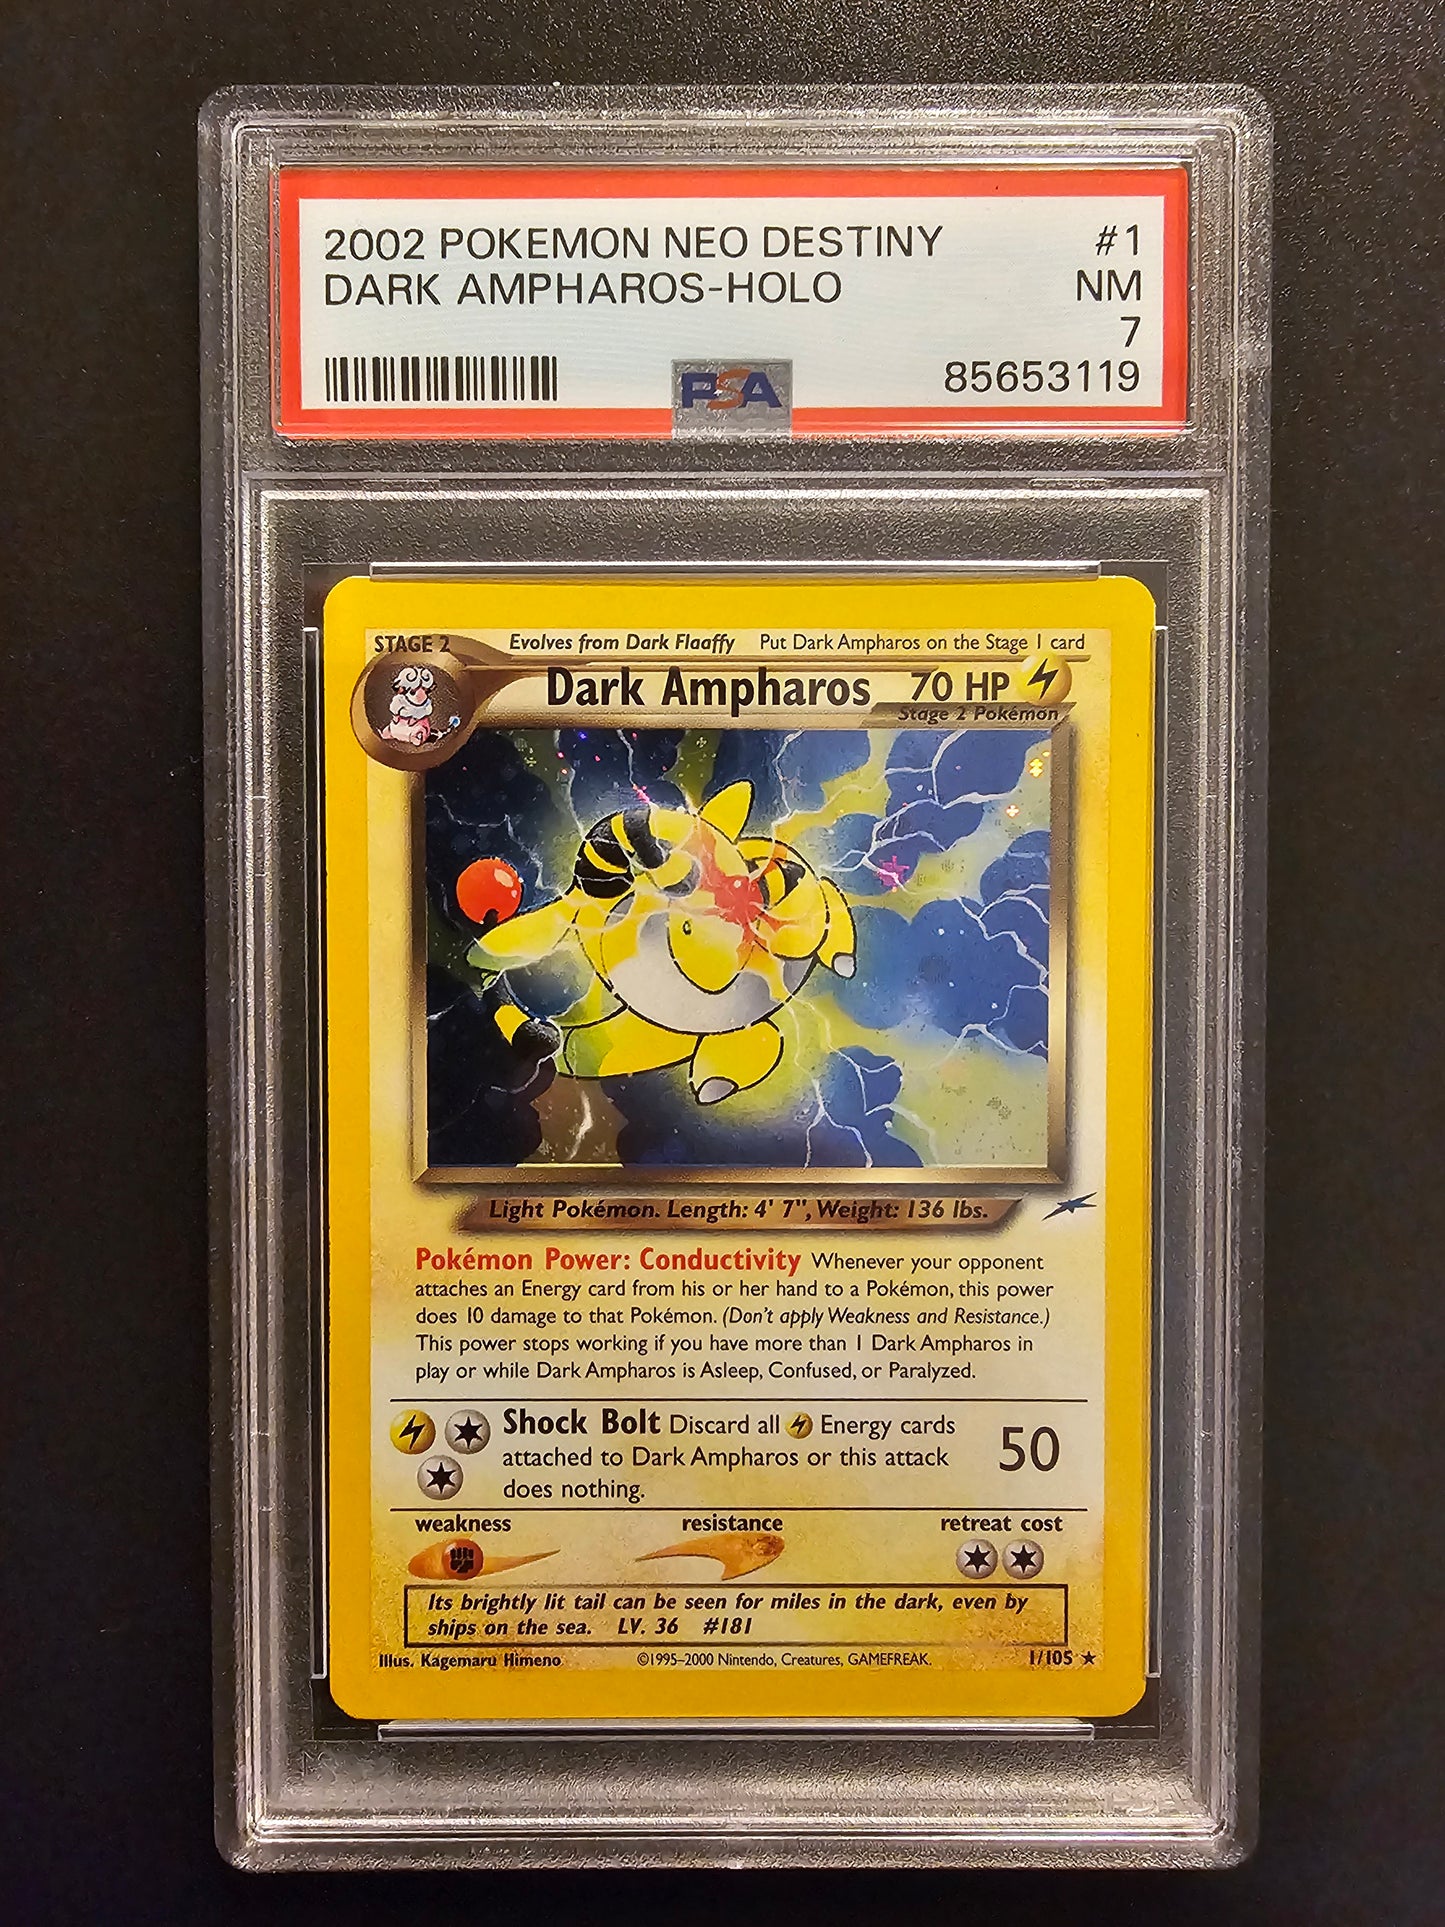 2002 POKEMON NEO DESTINY #1
DARK AMPHAROS-HOLO NM
7
PSA 85653119
STAGE 2 Evolves from Dark Flaaffy Put Dark Ampharos on the Stage 1 card
Dark Ampharos 70 HP
Stage 2 Pokémon
Light Pokémon. Length: 4' 7", Weight: 136 lbs.
Pokémon Power: Conductivity Whenever your opponent
attaches an Energy card from his or her hand to a Pokémon, this power
does 10 damage to that Pokémon. (Don't apply Weakness and Resistance.)
This power stops working if you have more than 1 Dark Ampharos in
play or while Dark Ampharos is Asleep, Confused, or Paralyzed.
Shock Bolt Discard all Energy cards
attached to Dark Ampharos or this attack 50
does nothing.
weakness resistance retreat cost
Its brightly lit tail can be seen for miles in the dark, even by
ships on the sea. LV. 36 #181
Illus. Kagemaru Himeno ©1995–2000 Nintendo, Creatures, GAMEFREAK. 1/105 ★